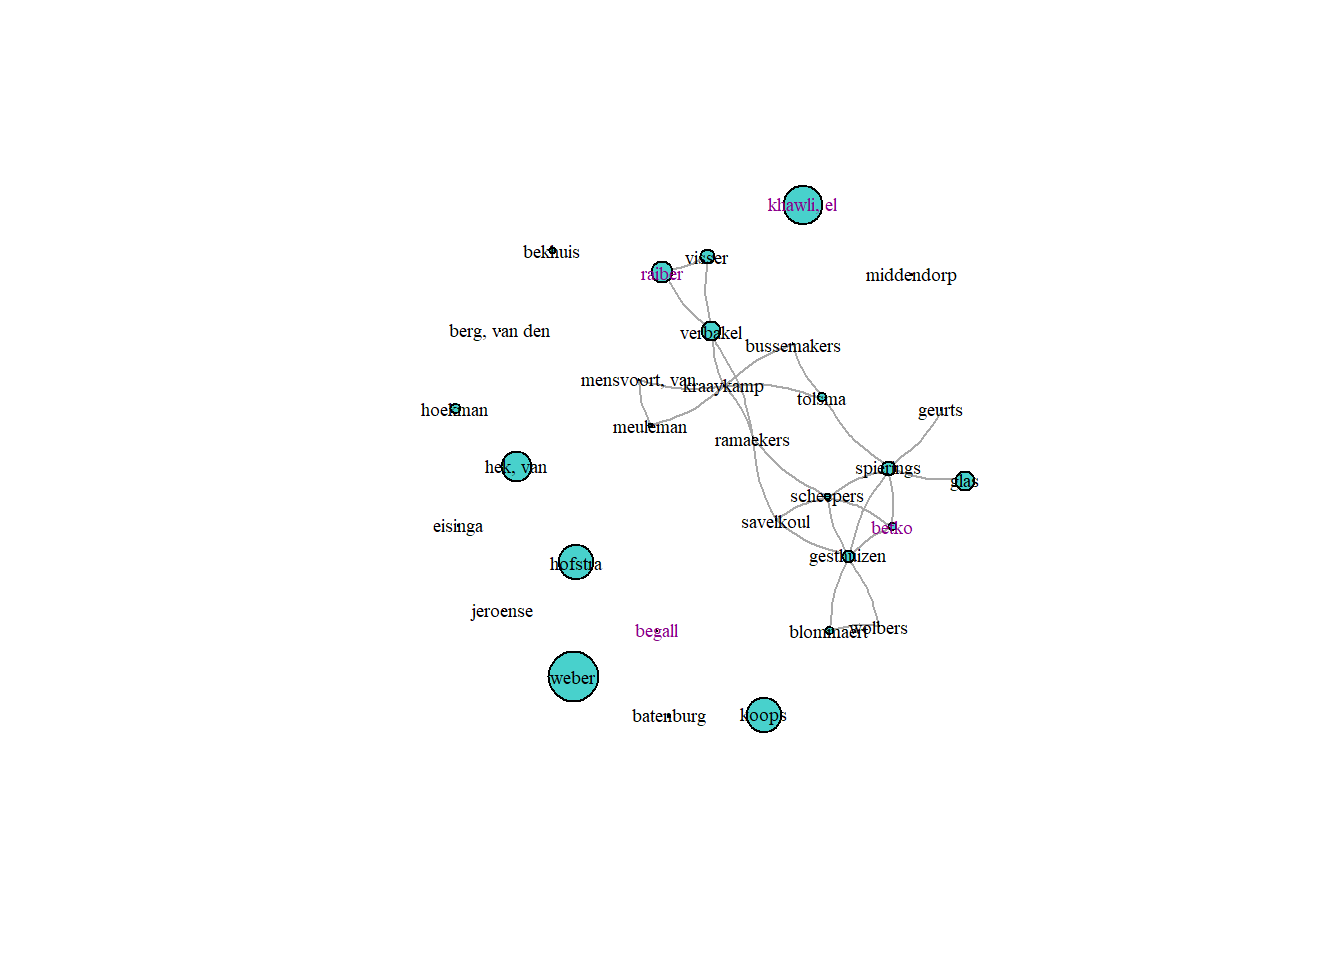 khawli, el
bekhuis
visser
raiber
middendorp
berg, van den
verbakel
bussemakers
mensvoort, van
kraaykamp
tolsma
hoekman
geurts
meuleman
ramaekers
hek, van
spierings
glas
scheepers
savelkoul
eisinga
betko
gesthuizen
hofstra
jeroense
begall
blommaert
wolbers
weber
batenburg
koops